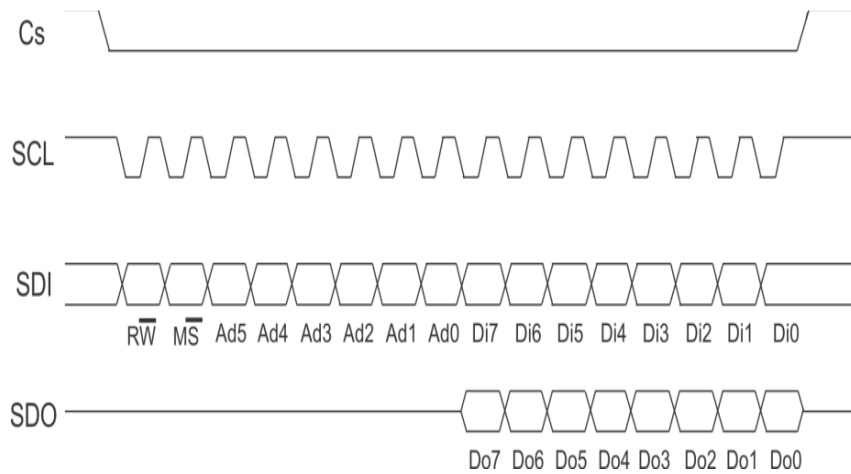 Cs
SCL
SDI
RW̅ MS̅ Ad5 Ad4 Ad3 Ad2 Ad1 Ad0 Di7 Di6 Di5 Di4 Di3 Di2 Di1 Di0
SDO
Do7 Do6 Do5 Do4 Do3 Do2 Do1 Do0